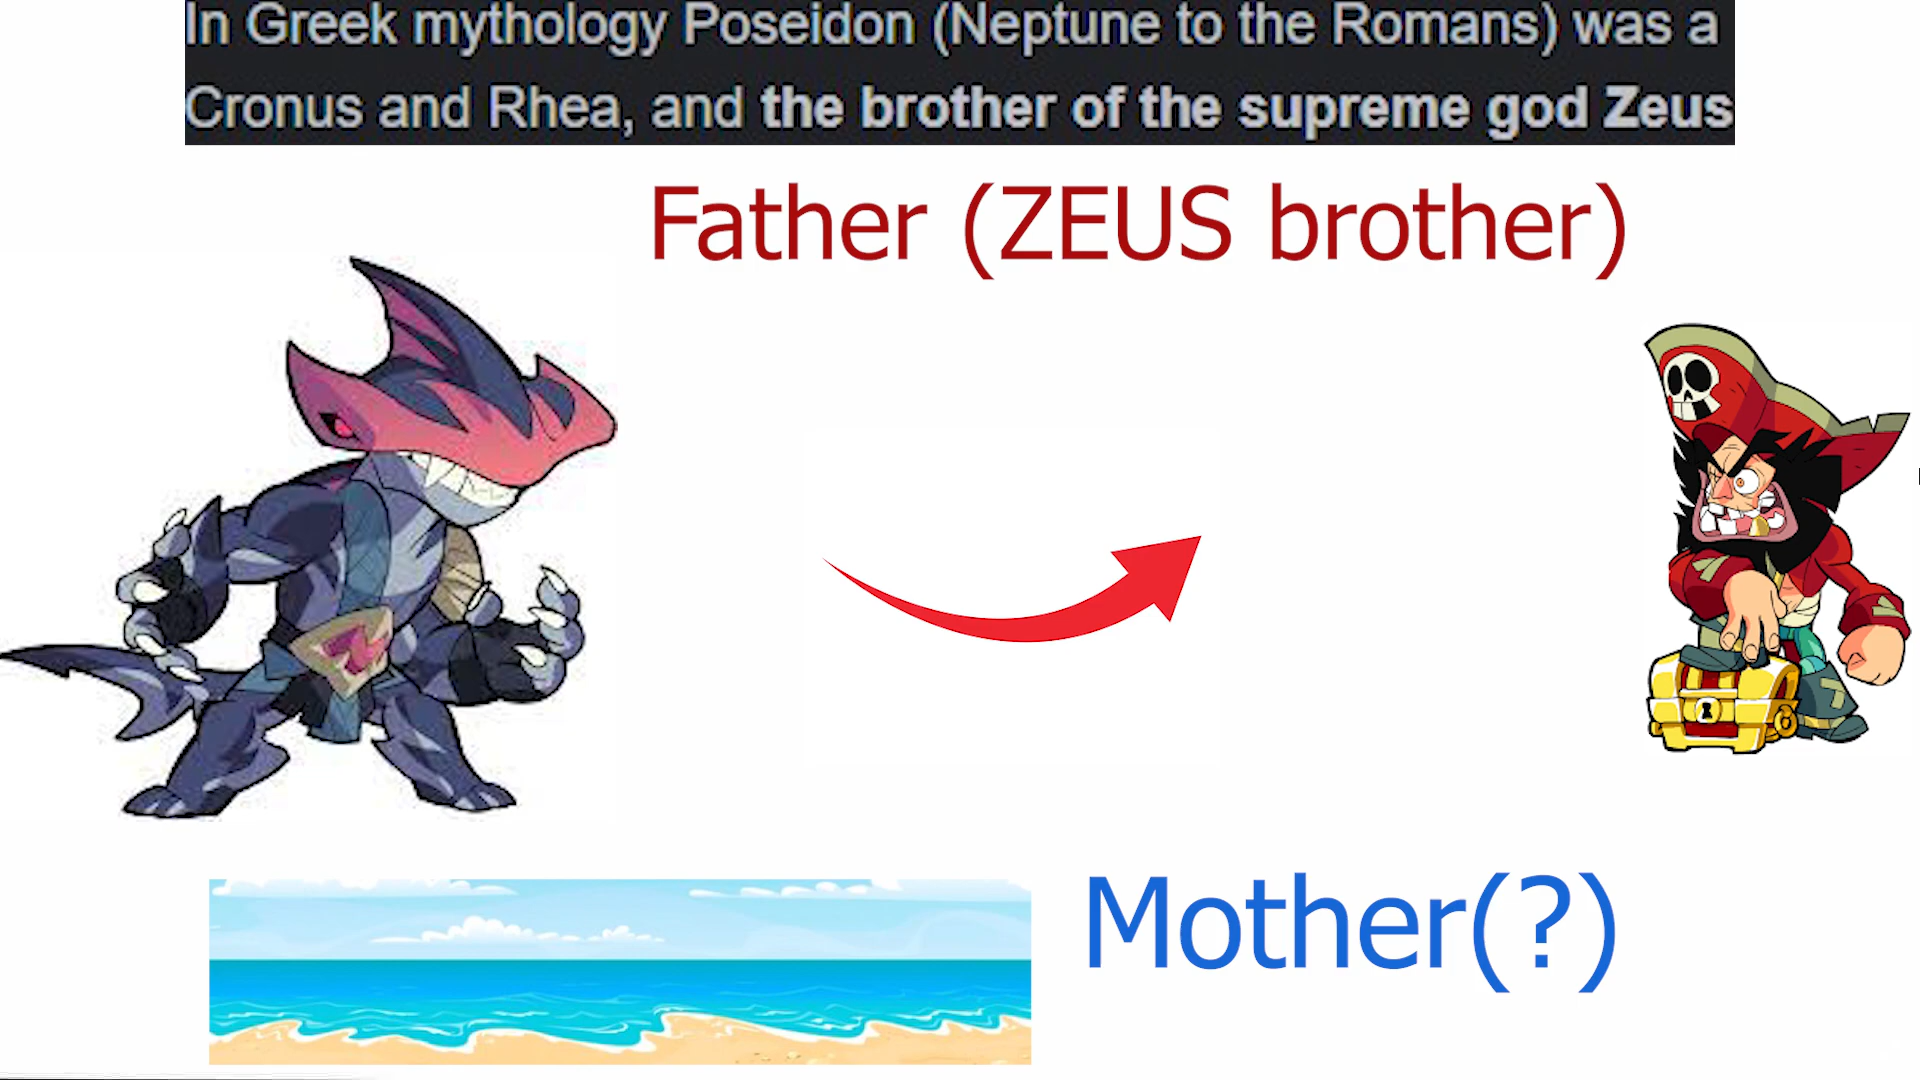 In Greek mythology Poseidon (Neptune to the Romans) was a
Cronus and Rhea, and the brother of the supreme god Zeus
Father (ZEUS brother)
Mother(?)